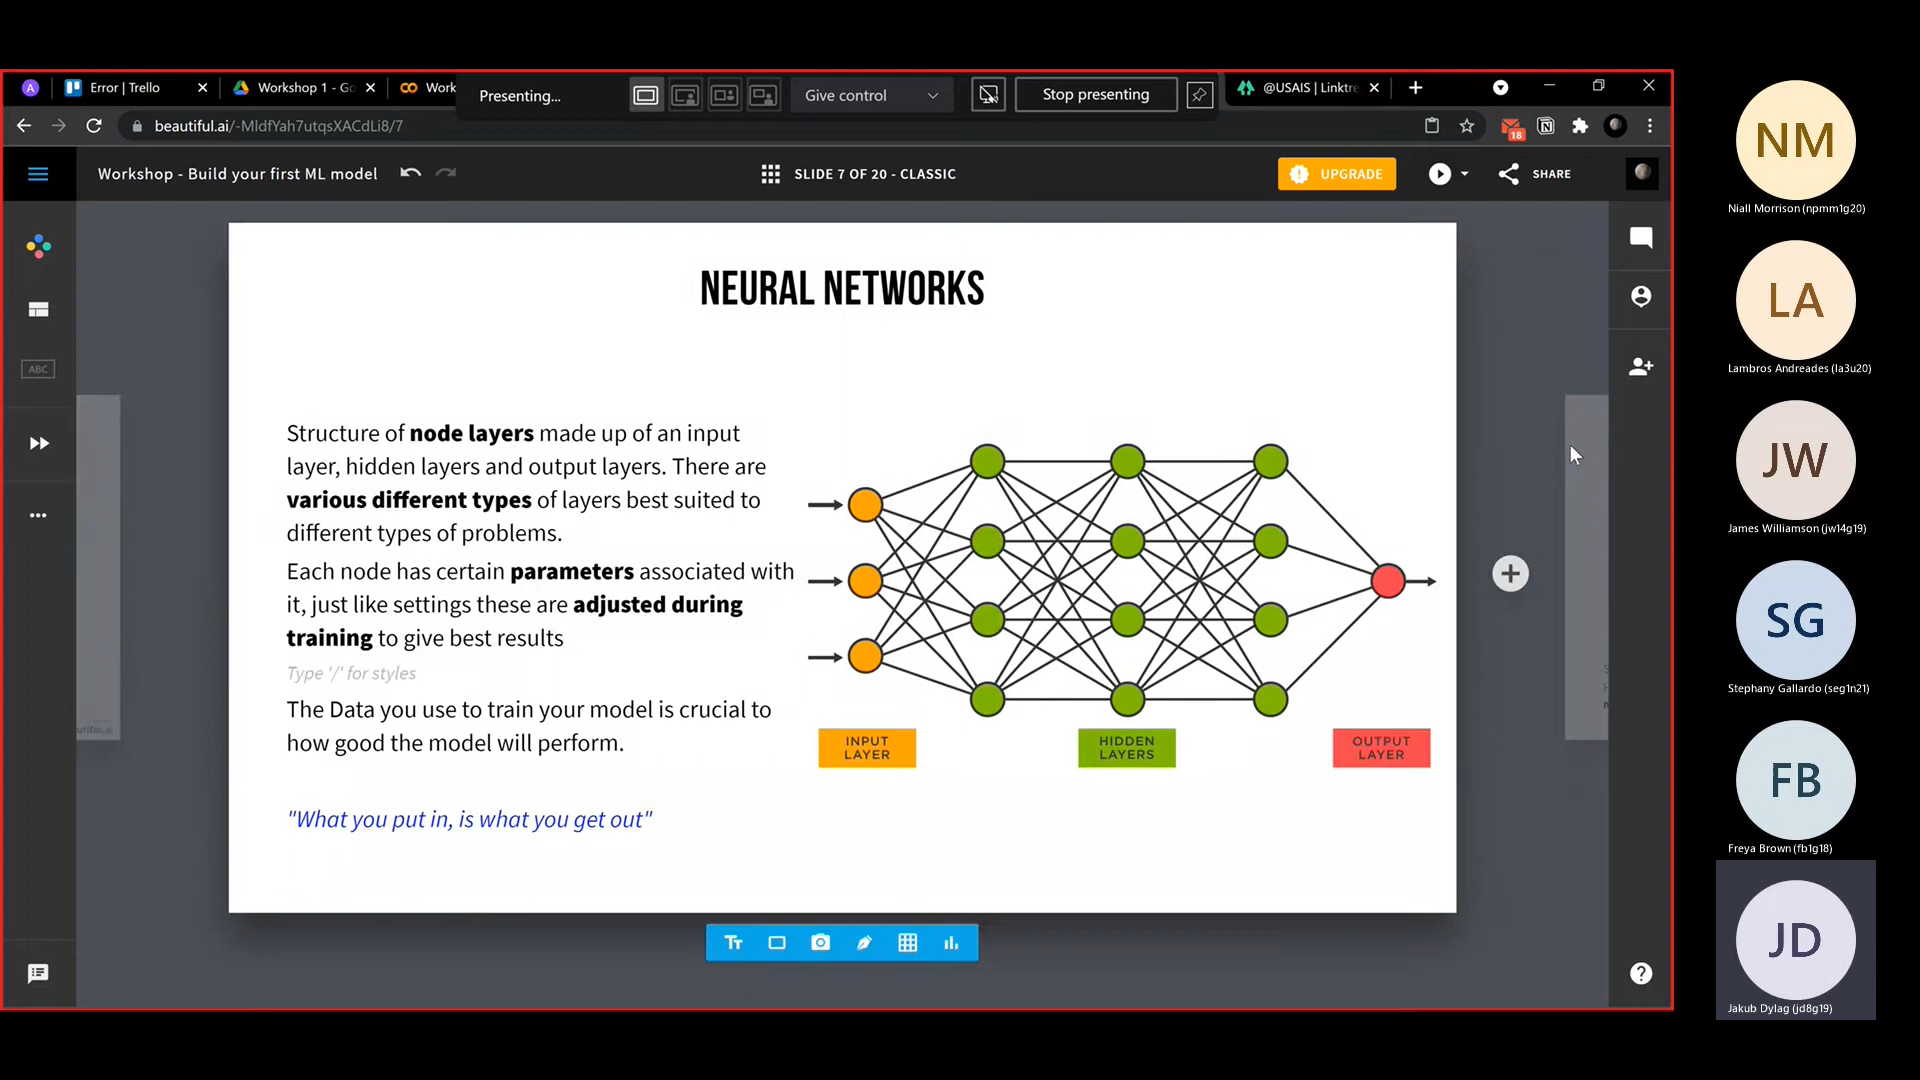 A
Error | Trello
Workshop 1 - Go
Work
Presenting...
Give control
Stop presenting
@USAIS | Linktre
beautiful.ai/-MldfYah7utqsXACdLi8/7
18
Workshop - Build your first ML model
SLIDE 7 OF 20 - CLASSIC
UPGRADE
SHARE
ABC
NEURAL NETWORKS
Structure of node layers made up of an input
layer, hidden layers and output layers. There are
various different types of layers best suited to
different types of problems.
Each node has certain parameters associated with
it, just like settings these are adjusted during
training to give best results
Type '/' for styles
The Data you use to train your model is crucial to
how good the model will perform.
"What you put in, is what you get out"
INPUT
LAYER
HIDDEN
LAYERS
OUTPUT
LAYER
Tr
NM
Niall Morrison (npmm1g20)
LA
Lambros Andreades (la3u20)
JW
James Williamson (jw14g19)
SG
Stephany Gallardo (seg1n21)
FB
Freya Brown (fb1g18)
JD
Jakub Dylag (jd8g19)